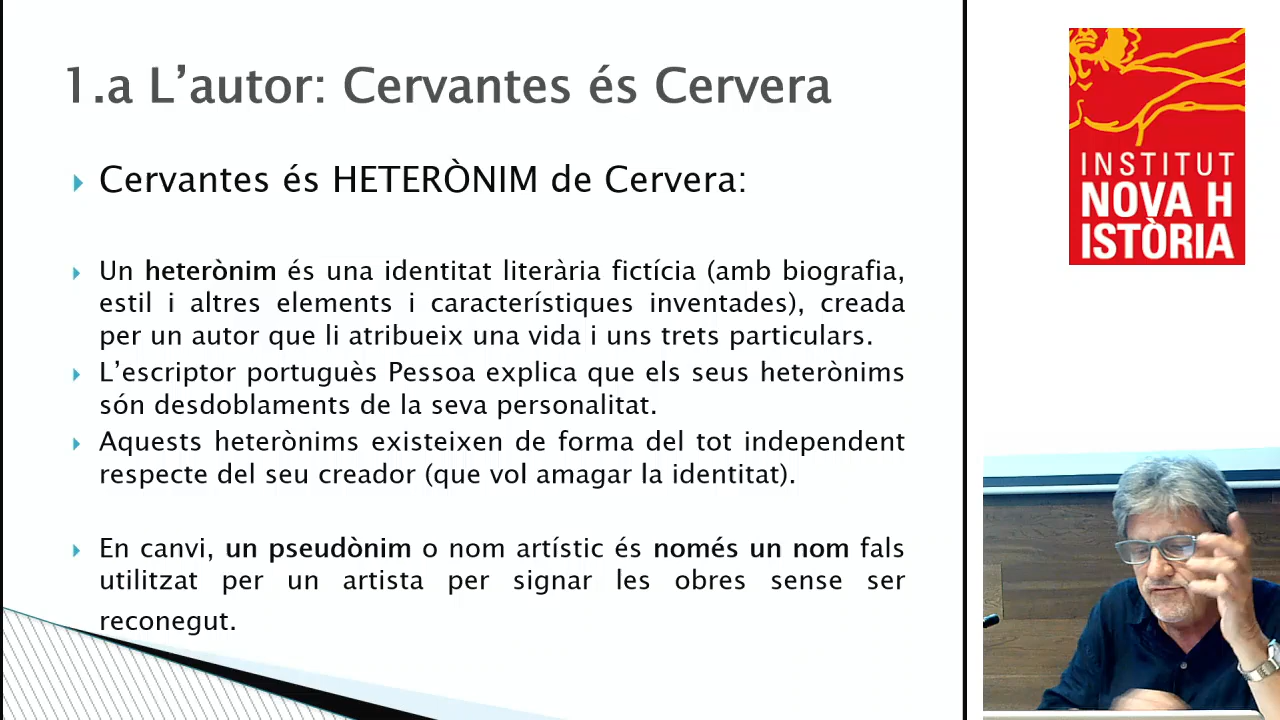 1.a L’autor: Cervantes és Cervera
Cervantes és HETERÒNIM de Cervera:
Un heterònim és una identitat literària fictícia (amb biografia,
estil i altres elements i característiques inventades), creada
per un autor que li atribueix una vida i uns trets particulars.
L’escriptor portuguès Pessoa explica que els seus heterònims
són desdoblaments de la seva personalitat.
Aquests heterònims existeixen de forma del tot independent
respecte del seu creador (que vol amagar la identitat).
En canvi, un pseudònim o nom artístic és només un nom fals
utilitzat per un artista per signar les obres sense ser
reconegut.
INSTITUT
NOVA H
ISTÒRIA